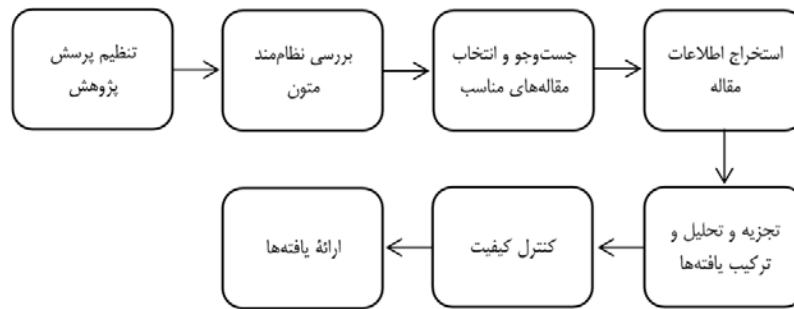 تنظیم پرسش
پژوهش
بررسی نظام‌مند
متون
جست‌وجو و انتخاب
مقاله‌های مناسب
استخراج اطلاعات
مقاله
تجزیه و تحلیل و
ترکیب یافته‌ها
کنترل کیفیت
ارائهٔ یافته‌ها